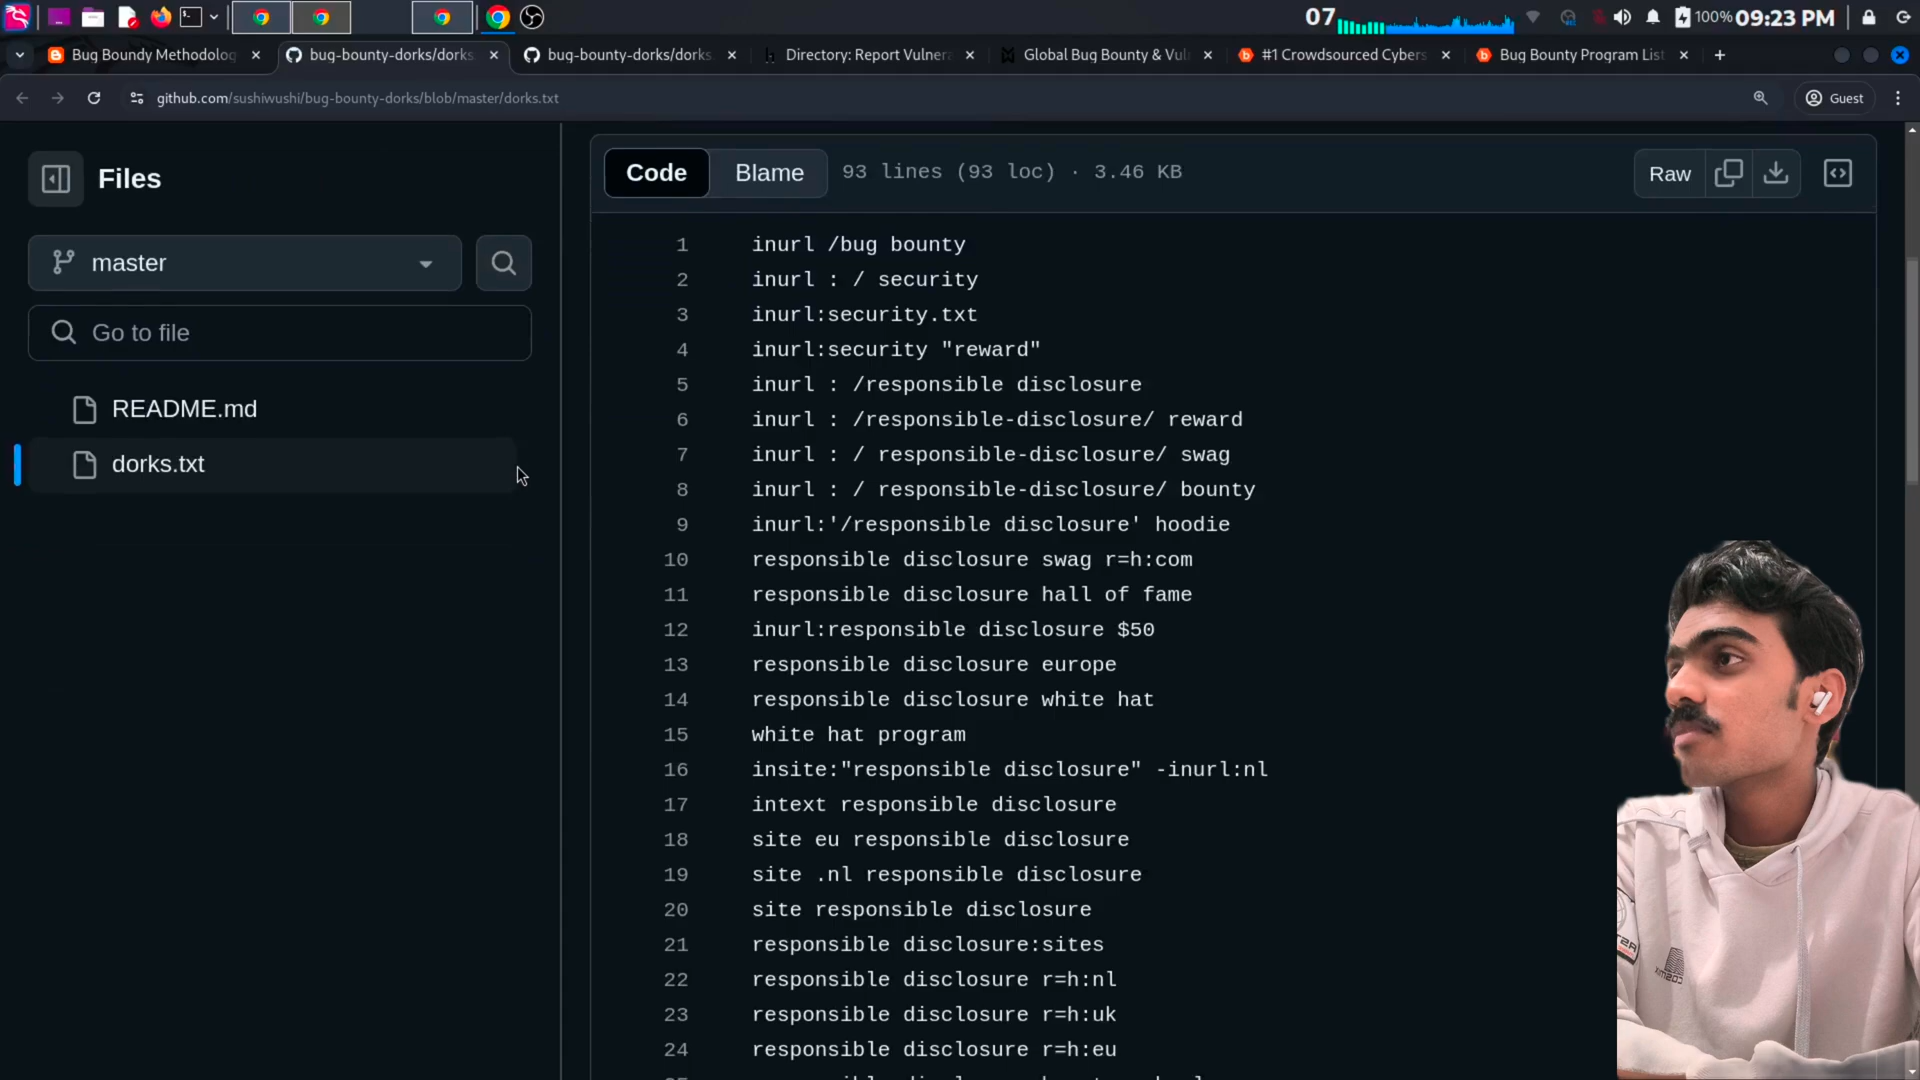 07
100% 09:23 PM
Bug Boundy Methodolog
bug-bounty-dorks/dorks.
bug-bounty-dorks/dorks.
Directory: Report Vulnera
Global Bug Bounty & Vul
#1 Crowdsourced Cybers
Bug Bounty Program List
github.com/sushiwushi/bug-bounty-dorks/blob/master/dorks.txt
Guest
Files
master
Go to file
README.md
dorks.txt
Code Blame 93 lines (93 loc) · 3.46 KB Raw
1 inurl /bug bounty
2 inurl : / security
3 inurl:security.txt
4 inurl:security "reward"
5 inurl : /responsible disclosure
6 inurl : /responsible-disclosure/ reward
7 inurl : / responsible-disclosure/ swag
8 inurl : / responsible-disclosure/ bounty
9 inurl:'/responsible disclosure' hoodie
10 responsible disclosure swag r=h:com
11 responsible disclosure hall of fame
12 inurl:responsible disclosure $50
13 responsible disclosure europe
14 responsible disclosure white hat
15 white hat program
16 insite:"responsible disclosure" -inurl:nl
17 intext responsible disclosure
18 site eu responsible disclosure
19 site .nl responsible disclosure
20 site responsible disclosure
21 responsible disclosure:sites
22 responsible disclosure r=h:nl
23 responsible disclosure r=h:uk
24 responsible disclosure r=h:eu